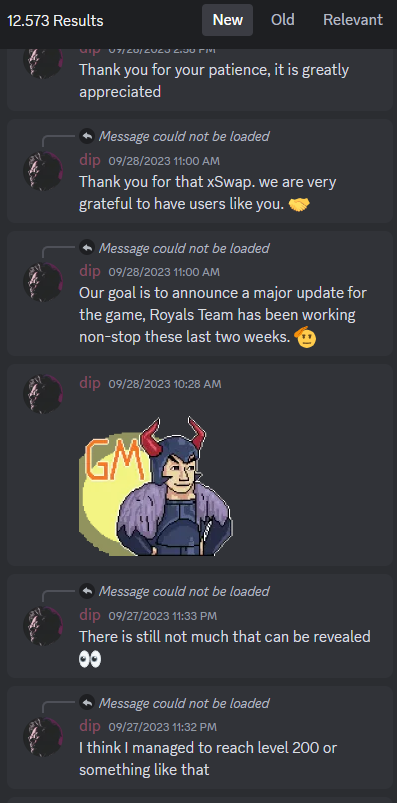 12.573 Results
New
Old
Relevant
dip 09/28/2023 2:58 PM
Thank you for your patience, it is greatly
appreciated
Message could not be loaded
dip 09/28/2023 11:00 AM
Thank you for that xSwap. we are very
grateful to have users like you. 🤝
Message could not be loaded
dip 09/28/2023 11:00 AM
Our goal is to announce a major update for
the game, Royals Team has been working
non-stop these last two weeks. 🫡
dip 09/28/2023 10:28 AM
GM
Message could not be loaded
dip 09/27/2023 11:33 PM
There is still not much that can be revealed
👀
Message could not be loaded
dip 09/27/2023 11:32 PM
I think I managed to reach level 200 or
something like that